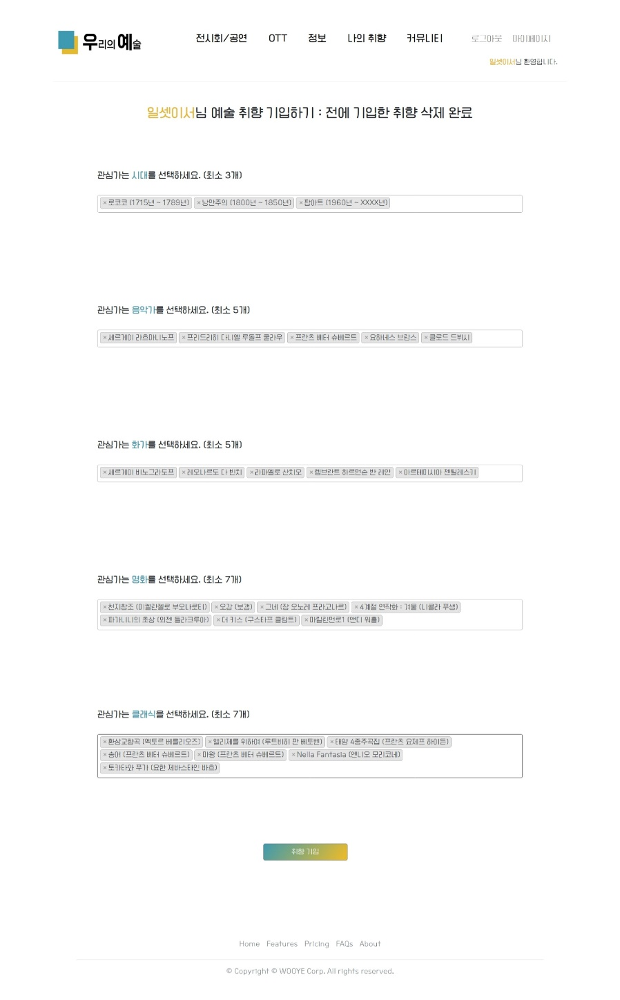 우리의 예술
전시회/공연 OTT 정보 나의 취향 커뮤니티 로그아웃 마이페이지
일셋이서님 환영합니다.
일셋이서님 예술 취향 기입하기 : 전에 기입한 취향 삭제 완료
관심가는 시대를 선택하세요. (최소 3개)
×로코코 (1715년 ~ 1789년) ×낭만주의 (1800년 ~ 1850년) ×팝아트 (1960년 ~ XXXX년)
관심가는 음악가를 선택하세요. (최소 5개)
×세르게이 라흐마니노프 ×프리드리히 다니엘 루돌프 쿨라우 ×프란츠 페터 슈베르트 ×요하네스 브람스 ×클로드 드뷔시
관심가는 화가를 선택하세요. (최소 5개)
×세르게이 비노그라도프 ×레오나르도 다 빈치 ×라파엘로 산치오 ×렘브란트 하르먼손 반 레인 ×아르테미시아 젠틸레스키
관심가는 명화를 선택하세요. (최소 7개)
×천지창조 (미켈란젤로 부오나로티) ×오감 (보갱) ×그네 (장 오노레 프라고나르) ×4계절 연작화 : 겨울 (니콜라 푸생)
×파가니니의 초상 (외젠 들라크루아) ×더 키스 (구스타프 클림트) ×마릴린먼로1 (앤디 워홀)
관심가는 클래식을 선택하세요. (최소 7개)
×환상교향곡 (엑토르 베를리오즈) ×엘리제를 위하여 (루트비히 판 베토벤) ×태양 4중주곡집 (프란츠 요제프 하이든)
×숭어 (프란츠 페터 슈베르트) ×마왕 (프란츠 페터 슈베르트) ×Nella Fantasia (엔니오 모리코네)
×토카타와 푸가 (요한 제바스티안 바흐)
취향 기입
Home Features Pricing FAQs About
© Copyright © WOOYE Corp. All rights reserved.